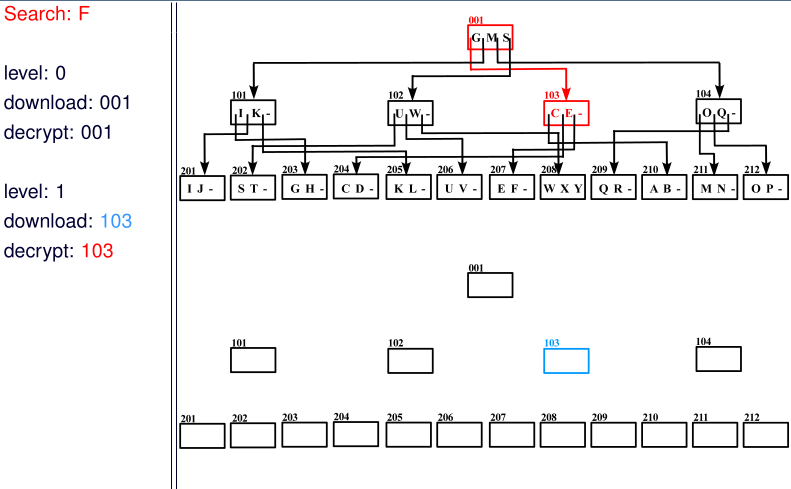 Search: F
level: 0
download: 001
decrypt: 001
level: 1
download: 103
decrypt: 103
001
G M S
101 102 103 104
I K - U W - C E - O Q -
201 202 203 204 205 206 207 208 209 210 211 212
I J - S T - G H - C D - K L - U V - E F - W X Y Q R - A B - M N - O P -
001
101 102 103 104
201 202 203 204 205 206 207 208 209 210 211 212